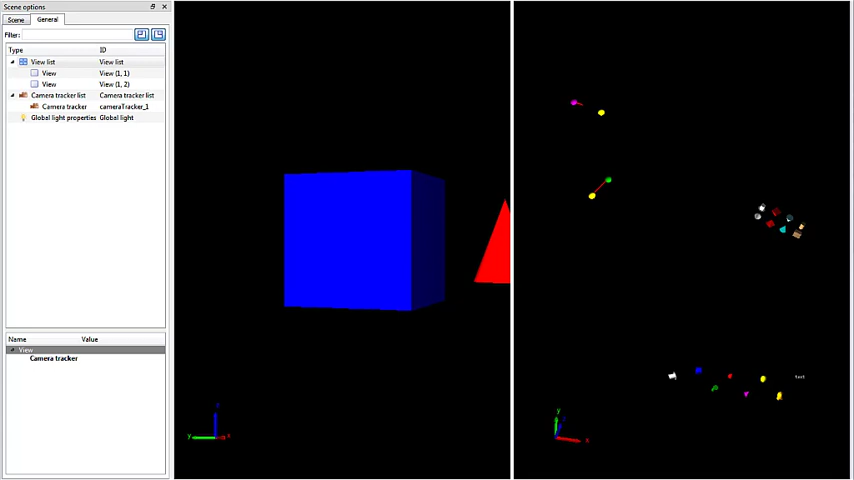 Scene options
Scene General
Filter:
Type ID
View list View list
View View (1, 1)
View View (1, 2)
Camera tracker list Camera tracker list
Camera tracker cameraTracker_1
Global light properties Global light
Name Value
View
Camera tracker
y x
y
x